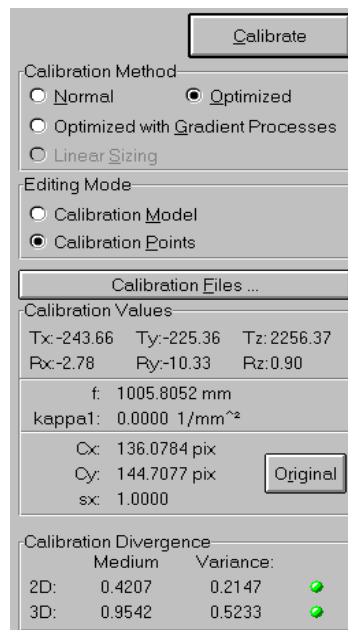 Calibrate
Calibration Method
Normal Optimized
Optimized with Gradient Processes
Linear Sizing
Editing Mode
Calibration Model
Calibration Points
Calibration Files ...
Calibration Values
Tx:-243.66 Ty:-225.36 Tz:2256.37
Rx:-2.78 Ry:-10.33 Rz:0.90
f: 1005.8052 mm
kappa1: 0.0000 1/mm^²
Cx: 136.0784 pix
Cy: 144.7077 pix Original
sx: 1.0000
Calibration Divergence
Medium Variance:
2D: 0.4207 0.2147
3D: 0.9542 0.5233